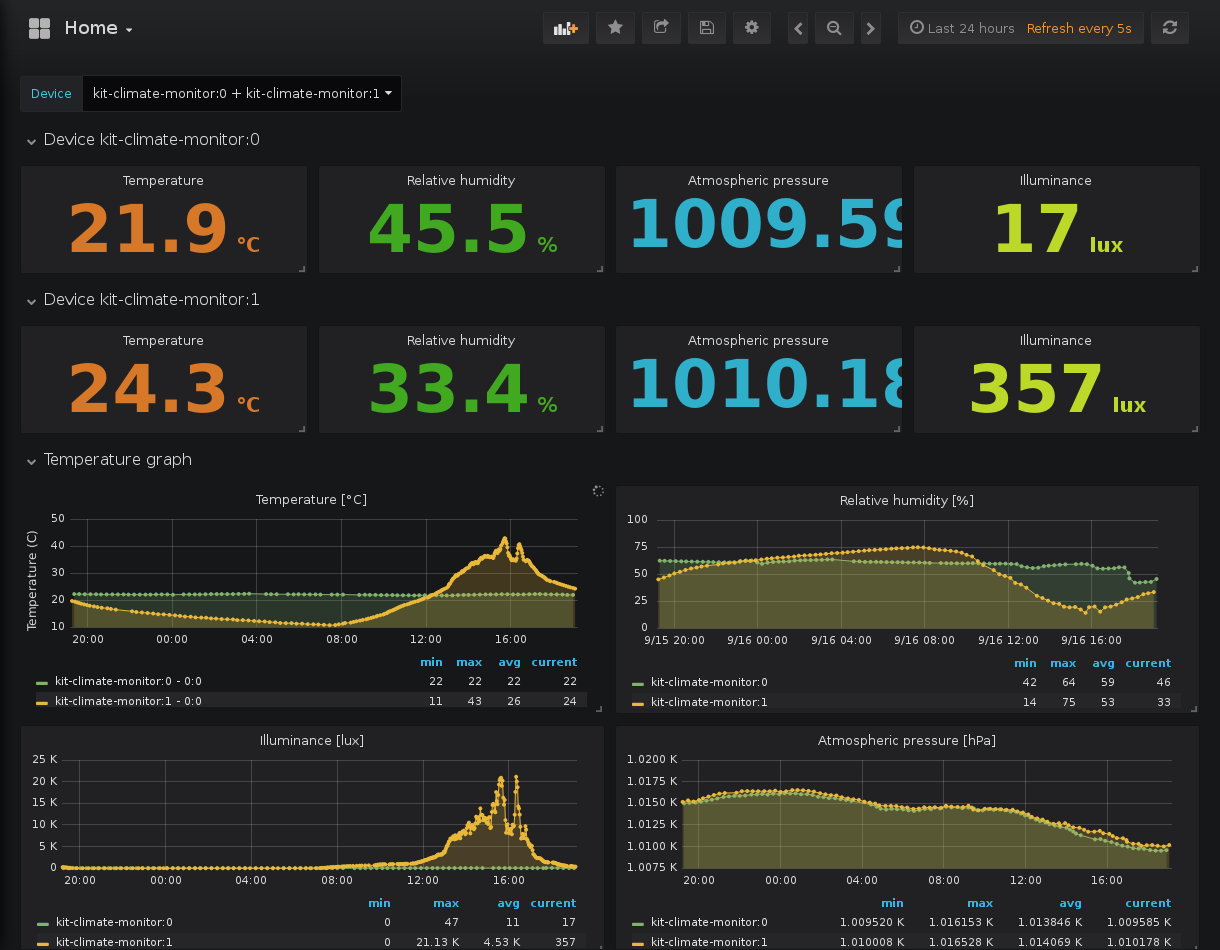 Home
Last 24 hours Refresh every 5s
Device kit-climate-monitor:0 + kit-climate-monitor:1
Device kit-climate-monitor:0
Temperature Relative humidity Atmospheric pressure Illuminance
21.9 °C 45.5 % 1009.59 17 lux
Device kit-climate-monitor:1
Temperature Relative humidity Atmospheric pressure Illuminance
24.3 °C 33.4 % 1010.18 357 lux
Temperature graph
Temperature [°C]
Temperature (C)
50
40
30
20
10
20:00 00:00 04:00 08:00 12:00 16:00
min max avg current
kit-climate-monitor:0 - 0:0 22 22 22 22
kit-climate-monitor:1 - 0:0 11 43 26 24
Relative humidity [%]
100
75
50
25
0
9/15 20:00 9/16 00:00 9/16 04:00 9/16 08:00 9/16 12:00 9/16 16:00
min max avg current
kit-climate-monitor:0 42 64 59 46
kit-climate-monitor:1 14 75 53 33
Illuminance [lux]
25 K
20 K
15 K
10 K
5 K
0
20:00 00:00 04:00 08:00 12:00 16:00
min max avg current
kit-climate-monitor:0 0 47 11 17
kit-climate-monitor:1 0 21.13 K 4.53 K 357
Atmospheric pressure [hPa]
1.0200 K
1.0175 K
1.0150 K
1.0125 K
1.0100 K
1.0075 K
20:00 00:00 04:00 08:00 12:00 16:00
min max avg current
kit-climate-monitor:0 1.009520 K 1.016153 K 1.013846 K 1.009585 K
kit-climate-monitor:1 1.010008 K 1.016528 K 1.014069 K 1.010178 K